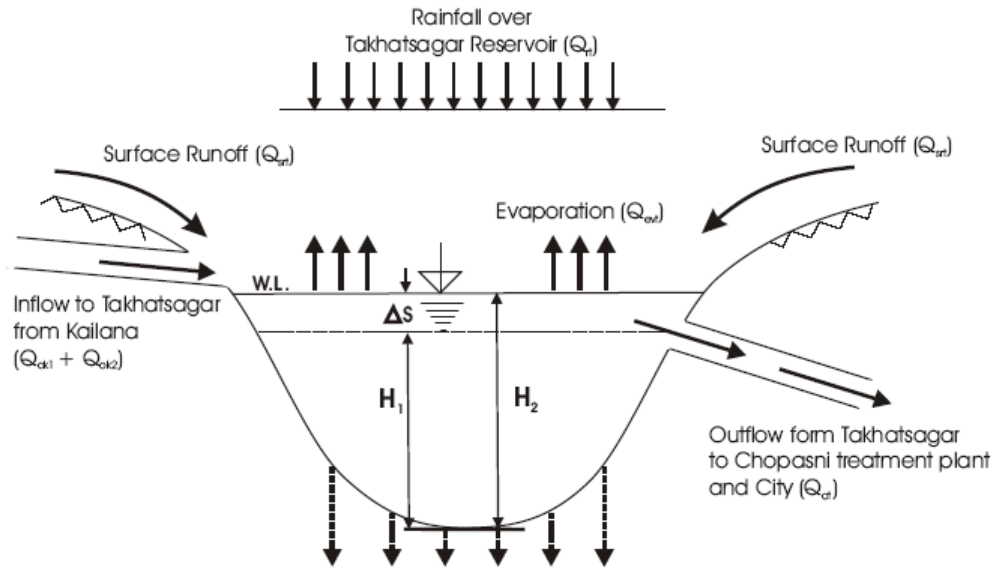 Rainfall over
Takhatsagar Reservoir (Qrt)
Surface Runoff (Qsrt)
Surface Runoff (Qsrt)
Evaporation (Qevt)
W.L.
ΔS
Inflow to Takhatsagar
from Kailana
(Qok1 + Qok2)
H1
H2
Outflow form Takhatsagar
to Chopasni treatment plant
and City (Qot)